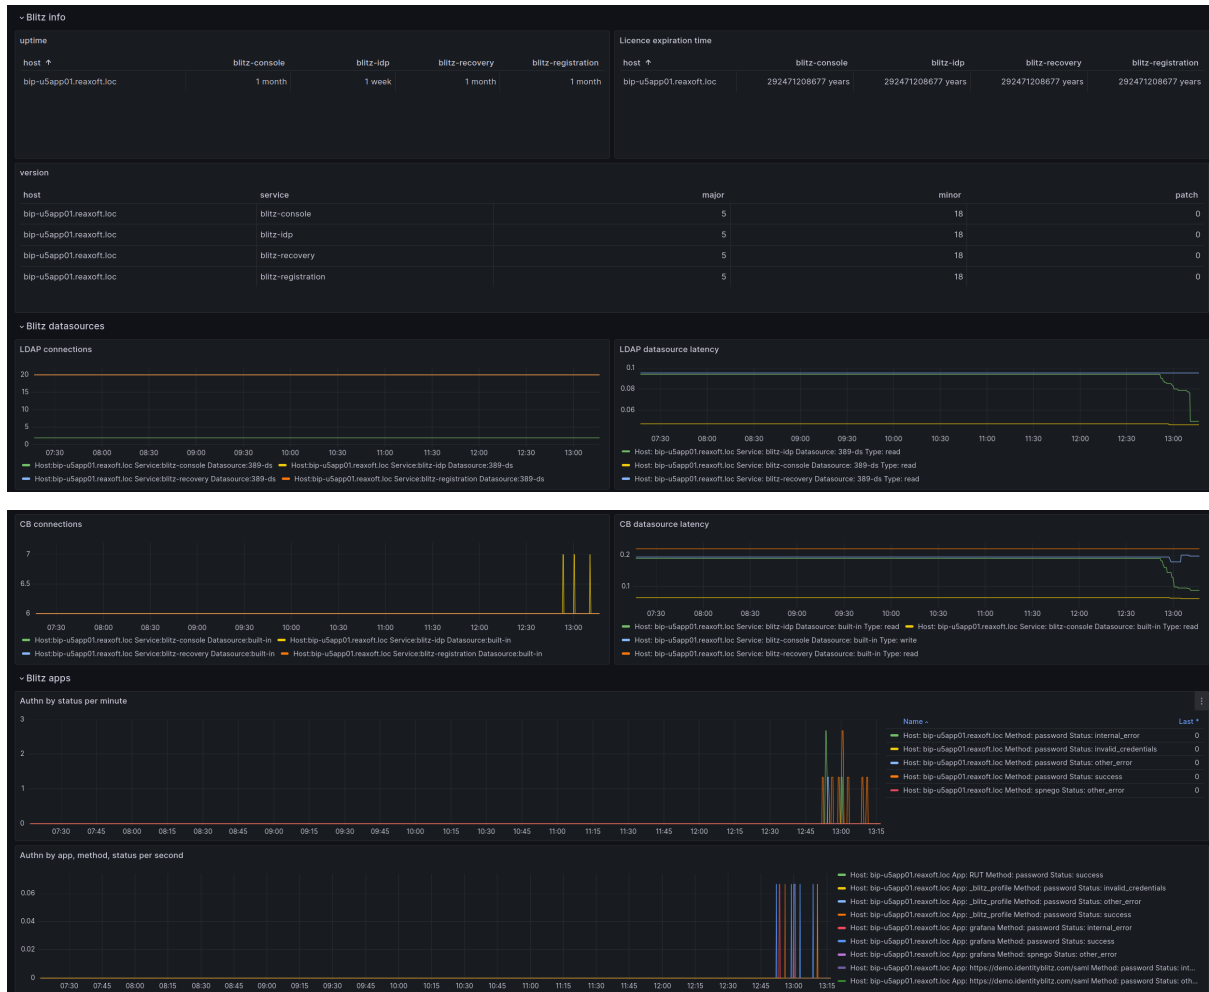 Blitz info
uptime
host ↑ blitz-console blitz-idp blitz-recovery blitz-registration
bip-u5app01.reaxoft.loc 1 month 1 week 1 month 1 month
Licence expiration time
host ↑ blitz-console blitz-idp blitz-recovery blitz-registration
bip-u5app01.reaxoft.loc 292471208677 years 292471208677 years 292471208677 years 292471208677 years
version
host service major minor patch
bip-u5app01.reaxoft.loc blitz-console 5 18 0
bip-u5app01.reaxoft.loc blitz-idp 5 18 0
bip-u5app01.reaxoft.loc blitz-recovery 5 18 0
bip-u5app01.reaxoft.loc blitz-registration 5 18 0
Blitz datasources
LDAP connections
20
15
10
5
0
07:30 08:00 08:30 09:00 09:30 10:00 10:30 11:00 11:30 12:00 12:30 13:00
Host:bip-u5app01.reaxoft.loc Service:blitz-console Datasource:389-ds Host:bip-u5app01.reaxoft.loc Service:blitz-idp Datasource:389-ds
Host:bip-u5app01.reaxoft.loc Service:blitz-recovery Datasource:389-ds Host:bip-u5app01.reaxoft.loc Service:blitz-registration Datasource:389-ds
LDAP datasource latency
0.1
0.08
0.06
07:30 08:00 08:30 09:00 09:30 10:00 10:30 11:00 11:30 12:00 12:30 13:00
Host: bip-u5app01.reaxoft.loc Service: blitz-idp Datasource: 389-ds Type: read
Host: bip-u5app01.reaxoft.loc Service: blitz-console Datasource: 389-ds Type: read
Host: bip-u5app01.reaxoft.loc Service: blitz-recovery Datasource: 389-ds Type: read
CB connections
7
6.5
6
07:30 08:00 08:30 09:00 09:30 10:00 10:30 11:00 11:30 12:00 12:30 13:00
Host:bip-u5app01.reaxoft.loc Service:blitz-console Datasource:built-in Host:bip-u5app01.reaxoft.loc Service:blitz-idp Datasource:built-in
Host:bip-u5app01.reaxoft.loc Service:blitz-recovery Datasource:built-in Host:bip-u5app01.reaxoft.loc Service:blitz-registration Datasource:built-in
CB datasource latency
0.2
0.1
07:30 08:00 08:30 09:00 09:30 10:00 10:30 11:00 11:30 12:00 12:30 13:00
Host: bip-u5app01.reaxoft.loc Service: blitz-idp Datasource: built-in Type: read Host: bip-u5app01.reaxoft.loc Service: blitz-console Datasource: built-in Type: read
Host: bip-u5app01.reaxoft.loc Service: blitz-console Datasource: built-in Type: write
Host: bip-u5app01.reaxoft.loc Service: blitz-recovery Datasource: built-in Type: read
Blitz apps
Authn by status per minute
3
2
1
0
07:30 07:45 08:00 08:15 08:30 08:45 09:00 09:15 09:30 09:45 10:00 10:15 10:30 10:45 11:00 11:15 11:30 11:45 12:00 12:15 12:30 12:45 13:00 13:15
Name Last *
Host: bip-u5app01.reaxoft.loc Method: password Status: internal_error 0
Host: bip-u5app01.reaxoft.loc Method: password Status: invalid_credentials 0
Host: bip-u5app01.reaxoft.loc Method: password Status: other_error 0
Host: bip-u5app01.reaxoft.loc Method: password Status: success 0
Host: bip-u5app01.reaxoft.loc Method: spnego Status: other_error 0
Authn by app, method, status per second
0.06
0.04
0.02
0
07:30 07:45 08:00 08:15 08:30 08:45 09:00 09:15 09:30 09:45 10:00 10:15 10:30 10:45 11:00 11:15 11:30 11:45 12:00 12:15 12:30 12:45 13:00 13:15
Host: bip-u5app01.reaxoft.loc App: RUT Method: password Status: success
Host: bip-u5app01.reaxoft.loc App: _blitz_profile Method: password Status: invalid_credentials
Host: bip-u5app01.reaxoft.loc App: _blitz_profile Method: password Status: other_error
Host: bip-u5app01.reaxoft.loc App: _blitz_profile Method: password Status: success
Host: bip-u5app01.reaxoft.loc App: grafana Method: password Status: internal_error
Host: bip-u5app01.reaxoft.loc App: grafana Method: password Status: success
Host: bip-u5app01.reaxoft.loc App: grafana Method: spnego Status: other_error
Host: bip-u5app01.reaxoft.loc App: https://demo.identityblitz.com/saml Method: password Status: int...
Host: bip-u5app01.reaxoft.loc App: https://demo.identityblitz.com/saml Method: password Status: oth...